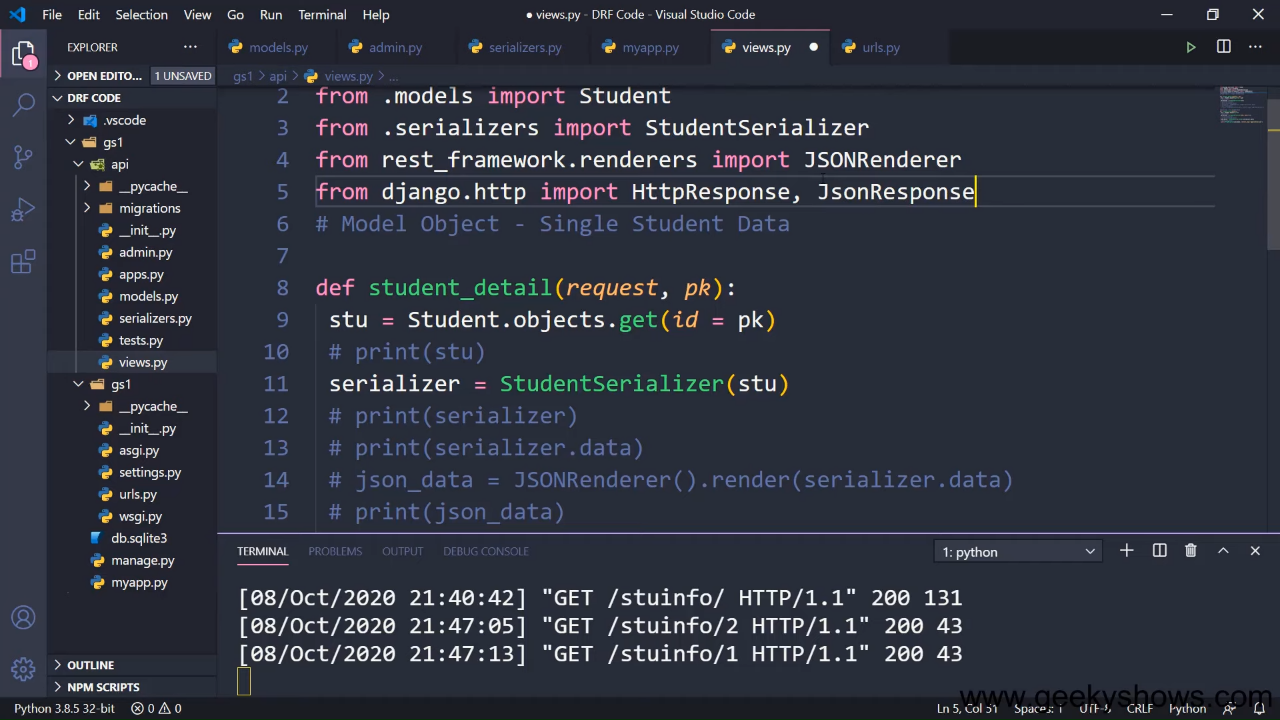 File Edit Selection View Go Run Terminal Help
● views.py - DRF Code - Visual Studio Code
EXPLORER
models.py admin.py serializers.py myapp.py views.py urls.py
OPEN EDITO... 1 UNSAVED
gs1 > api > views.py > ...
DRF CODE
.vscode
gs1
api
__pycache__
migrations
__init__.py
admin.py
apps.py
models.py
serializers.py
tests.py
views.py
gs1
__pycache__
__init__.py
asgi.py
settings.py
urls.py
wsgi.py
db.sqlite3
manage.py
myapp.py
OUTLINE
NPM SCRIPTS
2 from .models import Student
3 from .serializers import StudentSerializer
4 from rest_framework.renderers import JSONRenderer
5 from django.http import HttpResponse, JsonResponse
6 # Model Object - Single Student Data
7
8 def student_detail(request, pk):
9 stu = Student.objects.get(id = pk)
10 # print(stu)
11 serializer = StudentSerializer(stu)
12 # print(serializer)
13 # print(serializer.data)
14 # json_data = JSONRenderer().render(serializer.data)
15 # print(json_data)
TERMINAL PROBLEMS OUTPUT DEBUG CONSOLE 1: python
[08/Oct/2020 21:40:42] "GET /stuinfo/ HTTP/1.1" 200 131
[08/Oct/2020 21:47:05] "GET /stuinfo/2 HTTP/1.1" 200 43
[08/Oct/2020 21:47:13] "GET /stuinfo/1 HTTP/1.1" 200 43
www.geekyshows.com
Python 3.8.5 32-bit 0 0 Ln 5, Col 51 Spaces: 1 UTF-8 CRLF Python